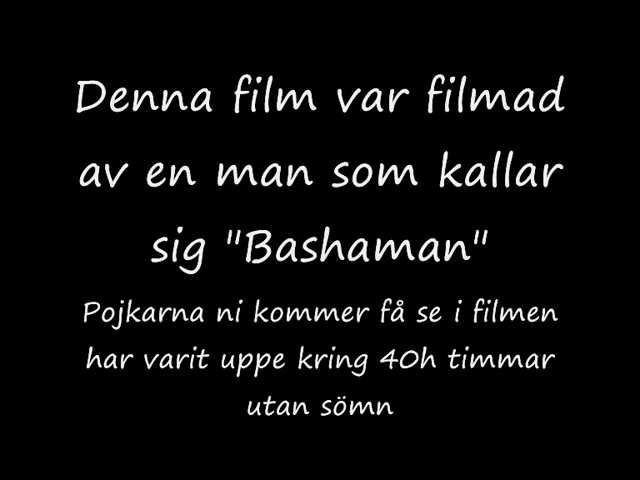 Denna film var filmad
av en man som kallar
sig "Bashaman"
Pojkarna ni kommer få se i filmen
har varit uppe kring 40h timmar
utan sömn